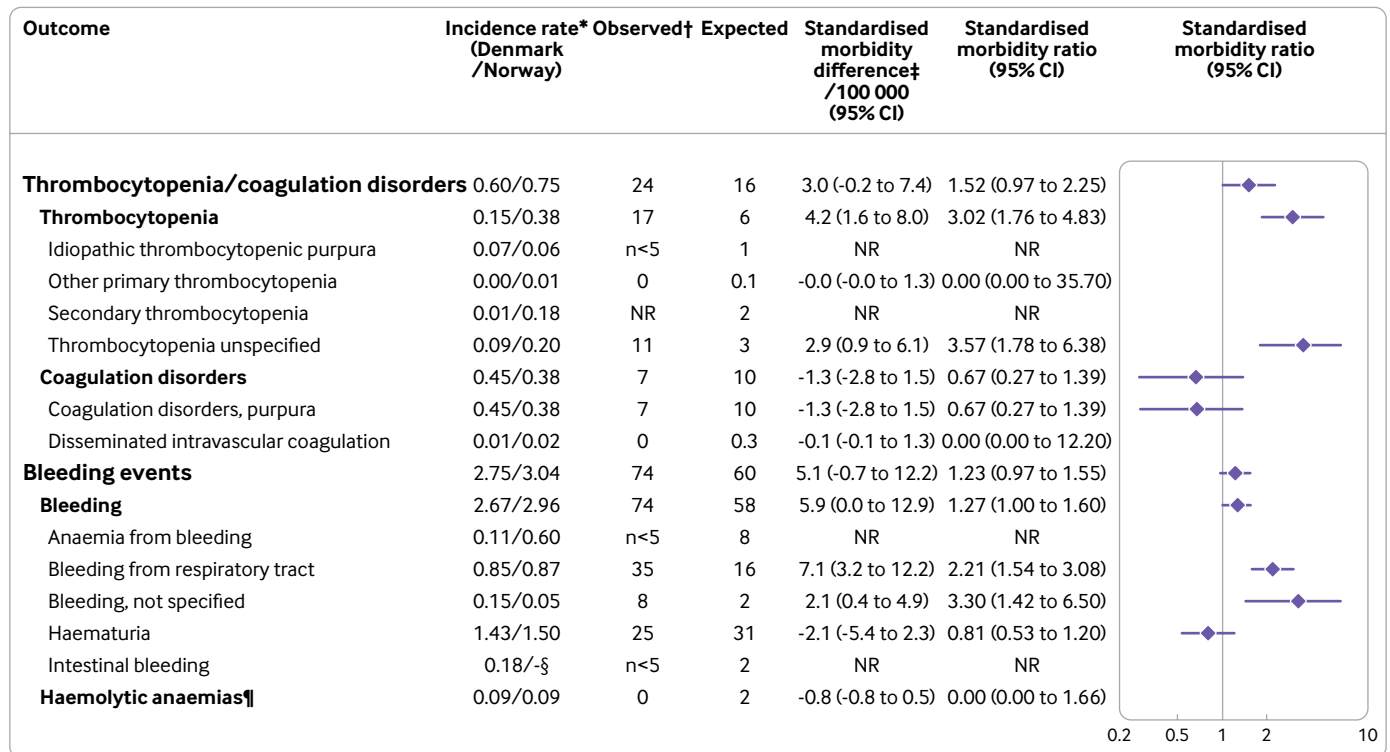 Outcome Incidence rate* Observed† Expected Standardised Standardised Standardised
(Denmark morbidity morbidity ratio morbidity ratio
/Norway) difference‡ (95% CI) (95% CI)
/100 000
(95% CI)
Thrombocytopenia/coagulation disorders 0.60/0.75 24 16 3.0 (-0.2 to 7.4) 1.52 (0.97 to 2.25)
Thrombocytopenia 0.15/0.38 17 6 4.2 (1.6 to 8.0) 3.02 (1.76 to 4.83)
Idiopathic thrombocytopenic purpura 0.07/0.06 n<5 1 NR NR
Other primary thrombocytopenia 0.00/0.01 0 0.1 -0.0 (-0.0 to 1.3) 0.00 (0.00 to 35.70)
Secondary thrombocytopenia 0.01/0.18 NR 2 NR NR
Thrombocytopenia unspecified 0.09/0.20 11 3 2.9 (0.9 to 6.1) 3.57 (1.78 to 6.38)
Coagulation disorders 0.45/0.38 7 10 -1.3 (-2.8 to 1.5) 0.67 (0.27 to 1.39)
Coagulation disorders, purpura 0.45/0.38 7 10 -1.3 (-2.8 to 1.5) 0.67 (0.27 to 1.39)
Disseminated intravascular coagulation 0.01/0.02 0 0.3 -0.1 (-0.1 to 1.3) 0.00 (0.00 to 12.20)
Bleeding events 2.75/3.04 74 60 5.1 (-0.7 to 12.2) 1.23 (0.97 to 1.55)
Bleeding 2.67/2.96 74 58 5.9 (0.0 to 12.9) 1.27 (1.00 to 1.60)
Anaemia from bleeding 0.11/0.60 n<5 8 NR NR
Bleeding from respiratory tract 0.85/0.87 35 16 7.1 (3.2 to 12.2) 2.21 (1.54 to 3.08)
Bleeding, not specified 0.15/0.05 8 2 2.1 (0.4 to 4.9) 3.30 (1.42 to 6.50)
Haematuria 1.43/1.50 25 31 -2.1 (-5.4 to 2.3) 0.81 (0.53 to 1.20)
Intestinal bleeding 0.18/-§ n<5 2 NR NR
Haemolytic anaemias¶ 0.09/0.09 0 2 -0.8 (-0.8 to 0.5) 0.00 (0.00 to 1.66)
0.2 0.5 1 2 10